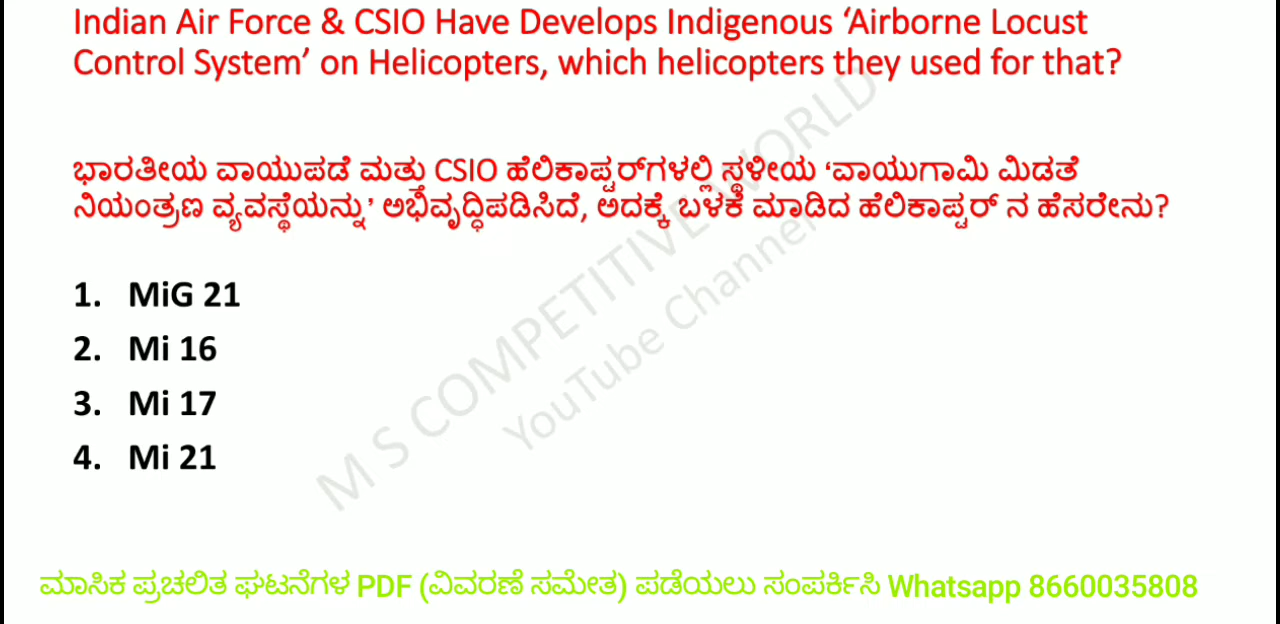 Indian Air Force & CSIO Have Develops Indigenous ‘Airborne Locust
Control System’ on Helicopters, which helicopters they used for that?
ಭಾರತೀಯ ವಾಯುಪಡೆ ಮತ್ತು CSIO ಹೆಲಿಕಾಪ್ಟರ್‌ಗಳಲ್ಲಿ ಸ್ಥಳೀಯ ‘ವಾಯುಗಾಮಿ ಮಿಡತೆ
ನಿಯಂತ್ರಣ ವ್ಯವಸ್ಥೆಯನ್ನು’ ಅಭಿವೃದ್ಧಿಪಡಿಸಿದೆ, ಅದಕ್ಕೆ ಬಳಕೆ ಮಾಡಿದ ಹೆಲಿಕಾಪ್ಟರ್ ನ ಹೆಸರೇನು?
1. MiG 21
2. Mi 16
3. Mi 17
4. Mi 21
M S COMPETITIVE WORLD
YouTube Channel
ಮಾಸಿಕ ಪ್ರಚಲಿತ ಘಟನೆಗಳ PDF (ವಿವರಣೆ ಸಮೇತ) ಪಡೆಯಲು ಸಂಪರ್ಕಿಸಿ Whatsapp 8660035808